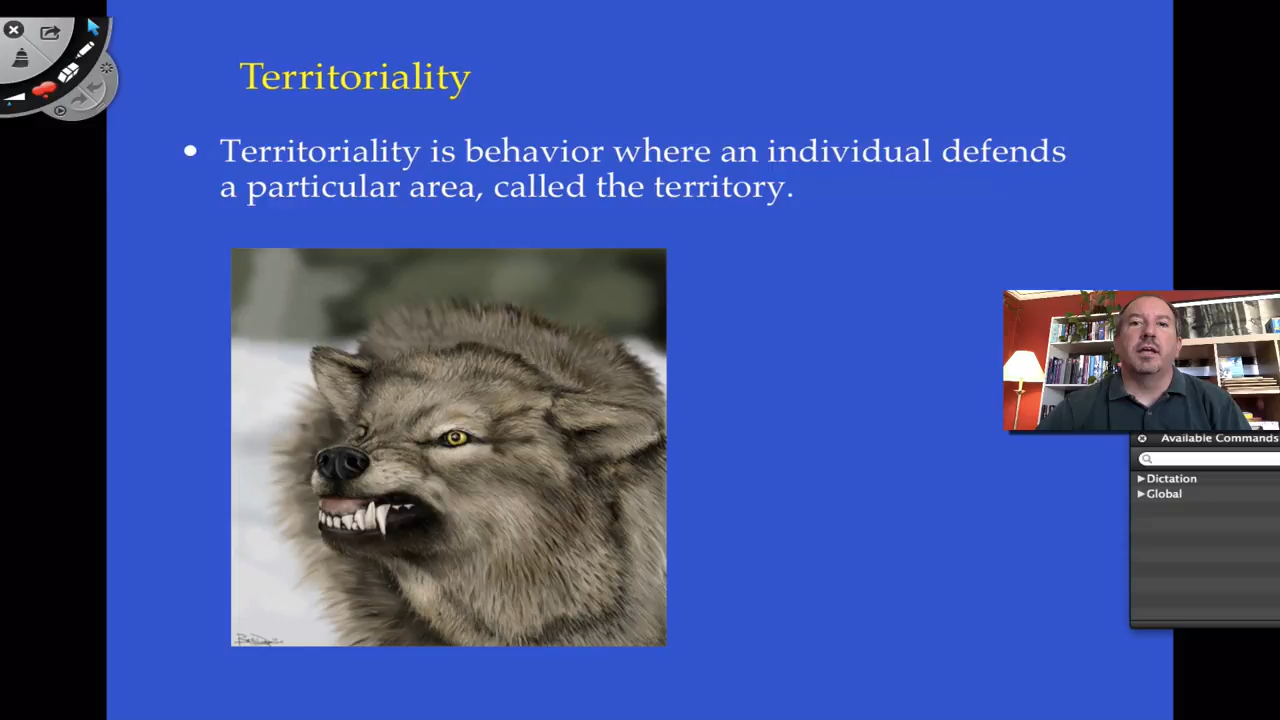 Territoriality
• Territoriality is behavior where an individual defends
a particular area, called the territory.
Available Commands
Dictation
Global